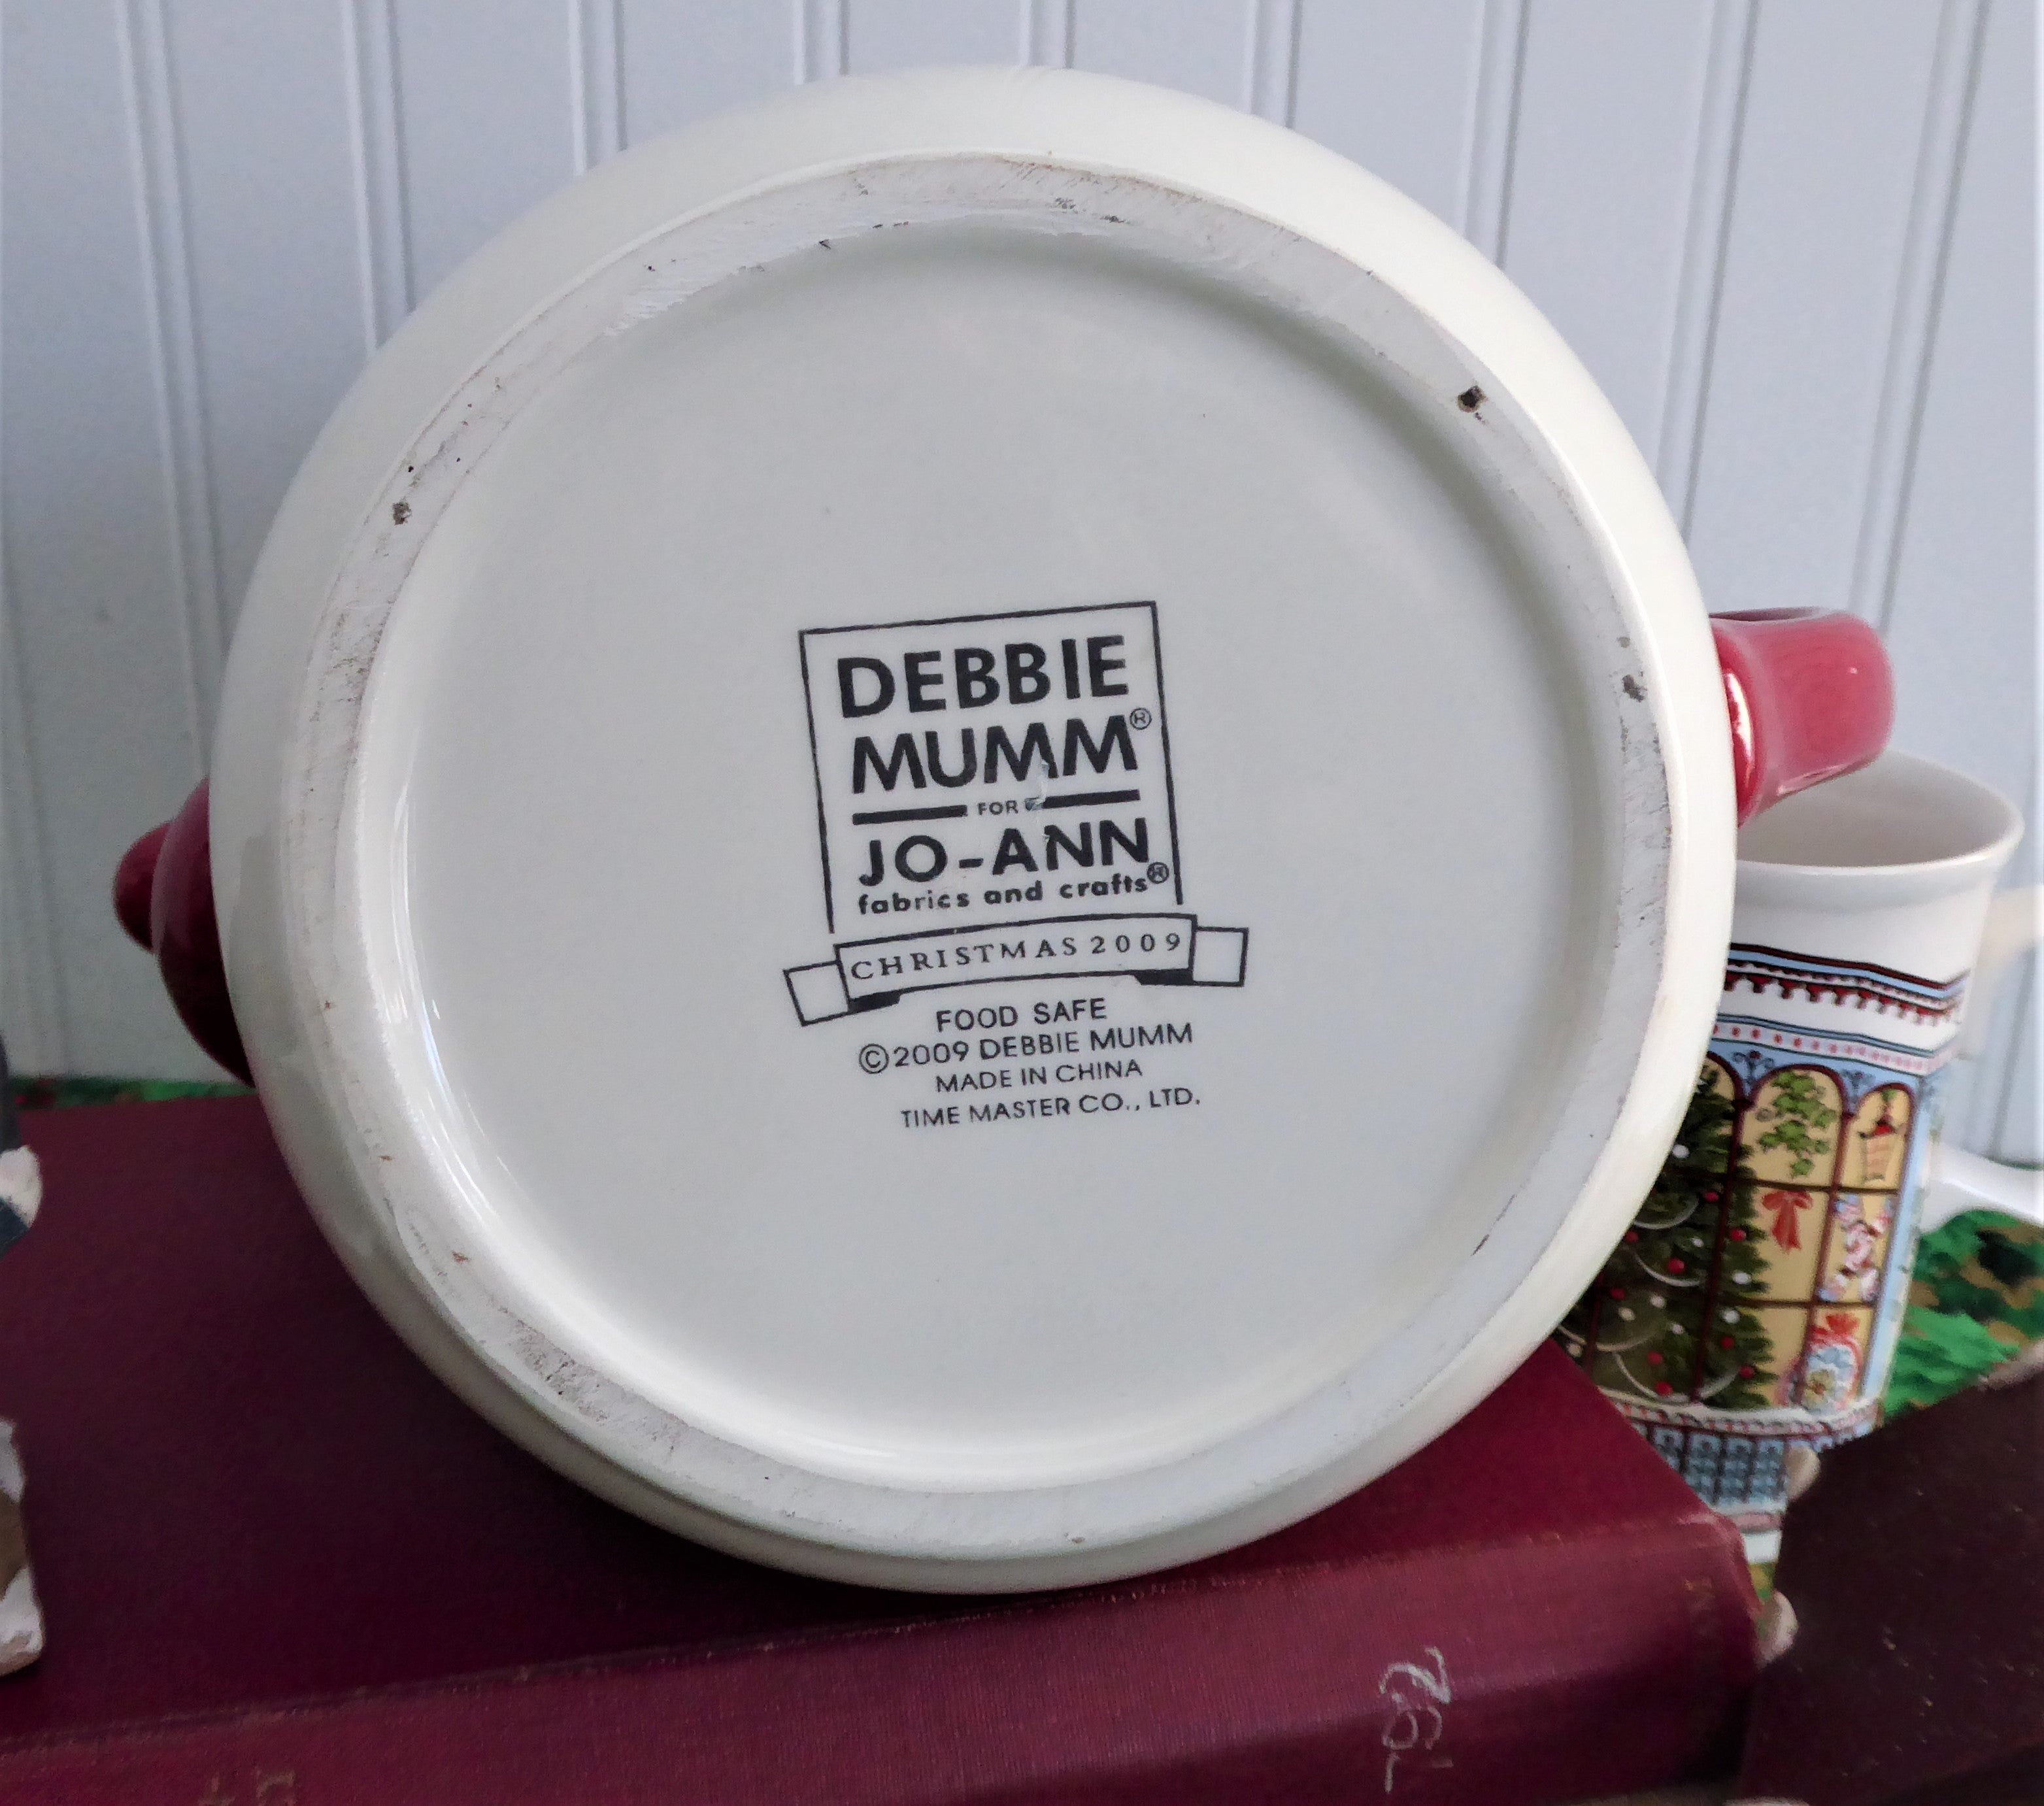 DEBBIE
MUMM®
FOR
JO-ANN
fabrics and crafts®
CHRISTMAS 2009
FOOD SAFE
©2009 DEBBIE MUMM
MADE IN CHINA
TIME MASTER CO., LTD.